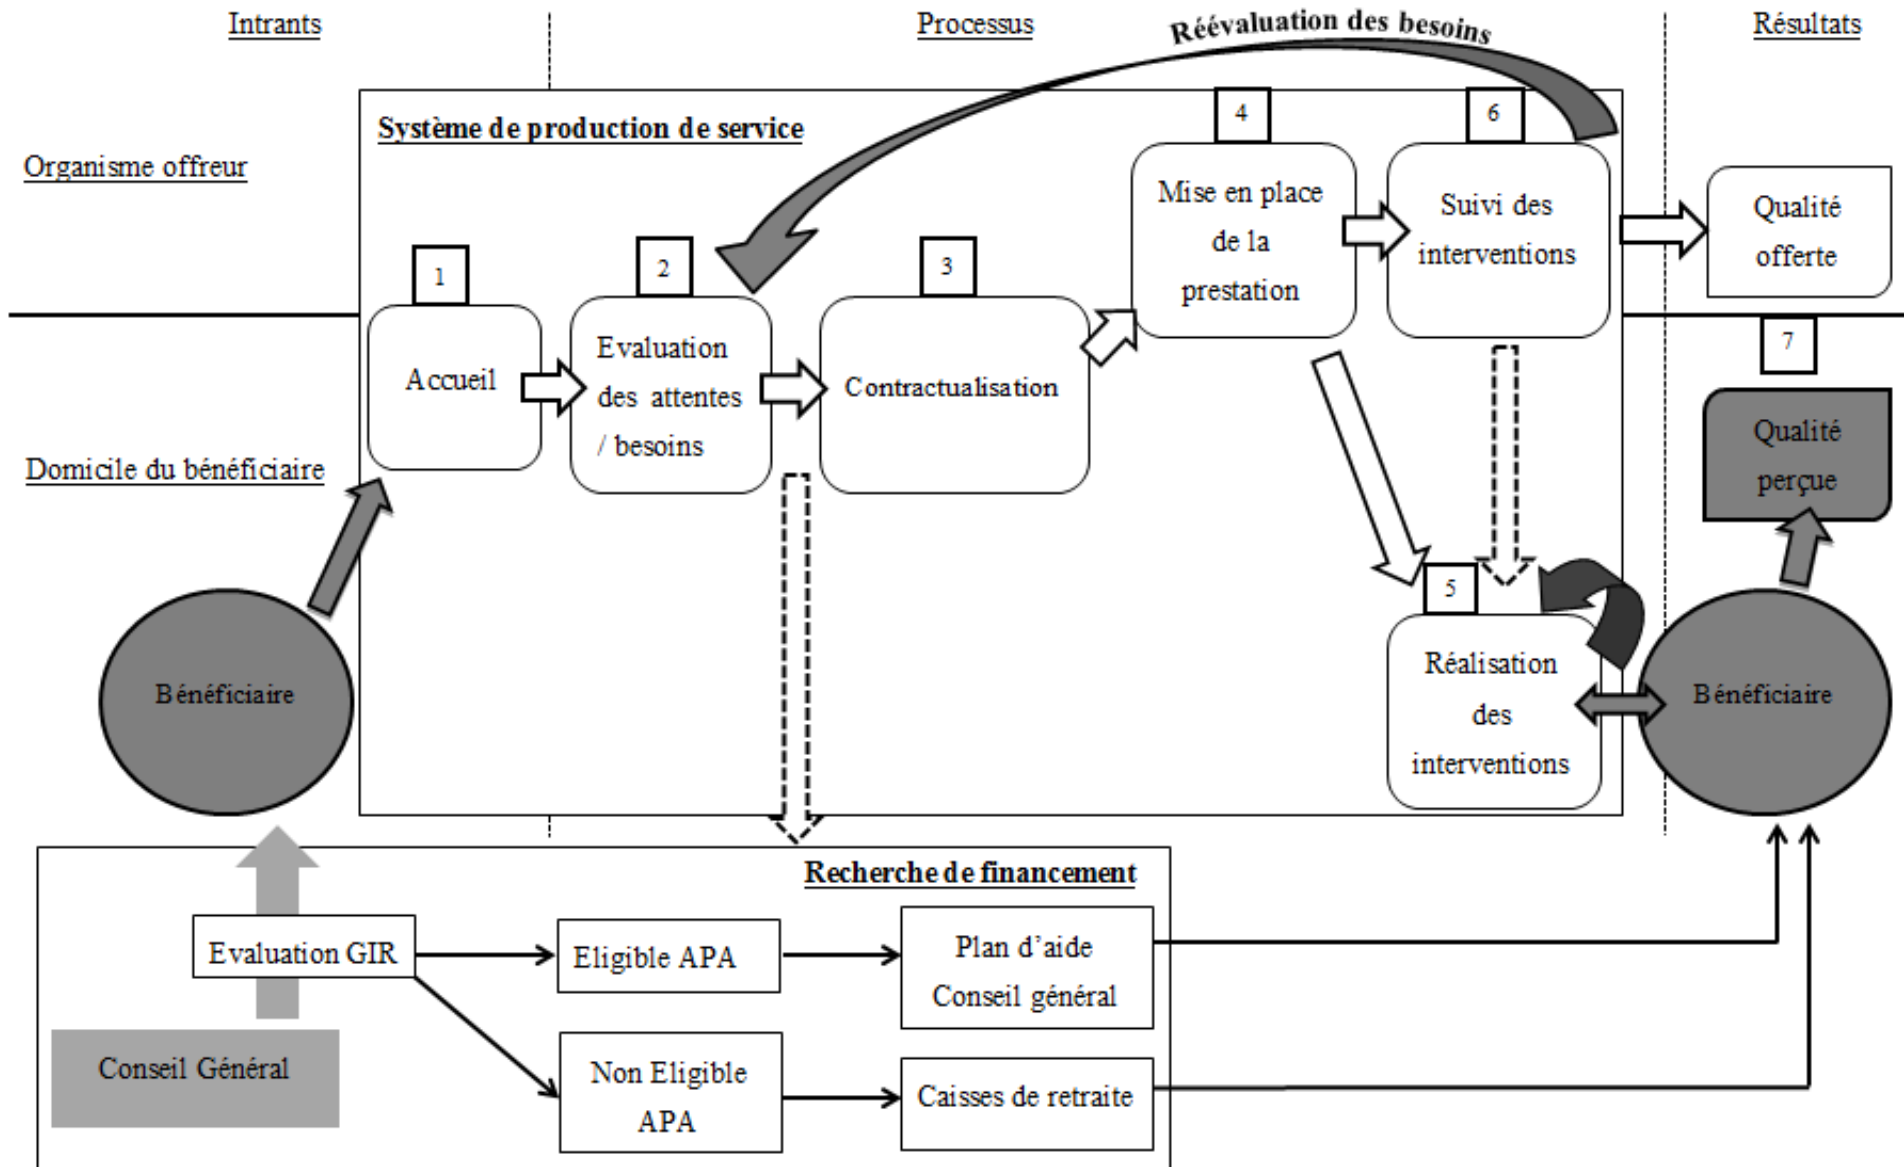 Intrants
Processus
Résultats
Réévaluation des besoins
Système de production de service
Organisme offreur
Domicile du bénéficiaire
1
Accueil
2
Evaluation
des attentes
/ besoins
3
Contractualisation
4
Mise en place
de la
prestation
6
Suivi des
interventions
Qualité
offerte
7
Qualité
perçue
5
Réalisation
des
interventions
Bénéficiaire
Bénéficiaire
Recherche de financement
Evaluation GIR
Eligible APA
Plan d’aide
Conseil général
Conseil Général
Non Eligible
APA
Caisses de retraite